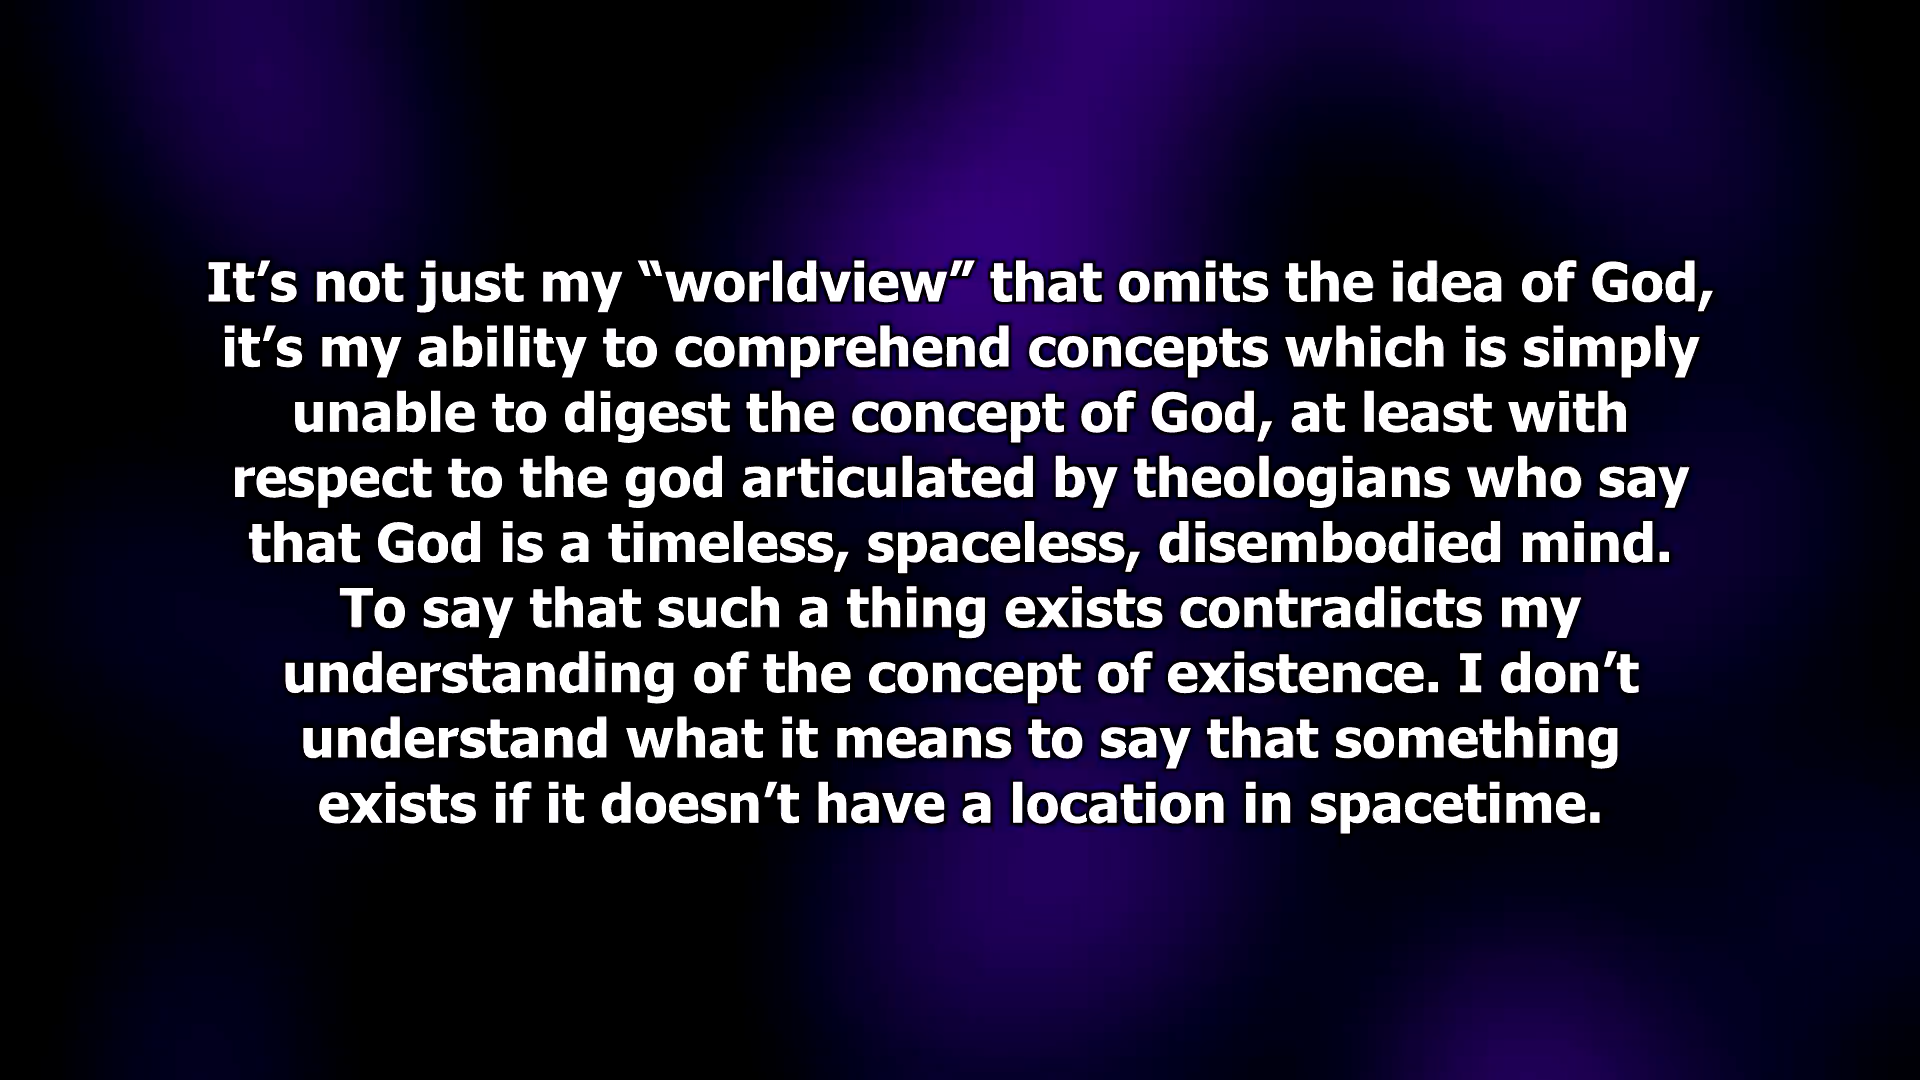 It’s not just my “worldview” that omits the idea of God,
it’s my ability to comprehend concepts which is simply
unable to digest the concept of God, at least with
respect to the god articulated by theologians who say
that God is a timeless, spaceless, disembodied mind.
To say that such a thing exists contradicts my
understanding of the concept of existence. I don’t
understand what it means to say that something
exists if it doesn’t have a location in spacetime.